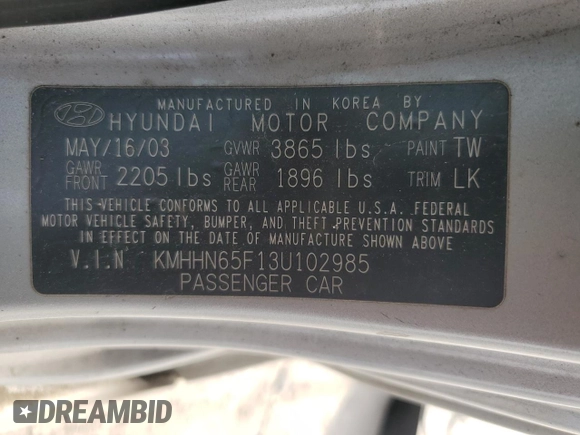 MANUFACTURED IN KOREA BY
HYUNDAI MOTOR COMPANY
MAY/16/03 GVWR 3865 lbs PAINT TW
GAWR FRONT 2205 lbs GAWR REAR 1896 lbs TRIM LK
THIS VEHICLE CONFORMS TO ALL APPLICABLE U.S.A. FEDERAL
MOTOR VEHICLE SAFETY, BUMPER, AND THEFT PREVENTION STANDARDS
IN EFFECT ON THE DATE OF MANUFACTURE SHOWN ABOVE
V.I.N KMHHN65F13U102985
PASSENGER CAR
$DREAMBID